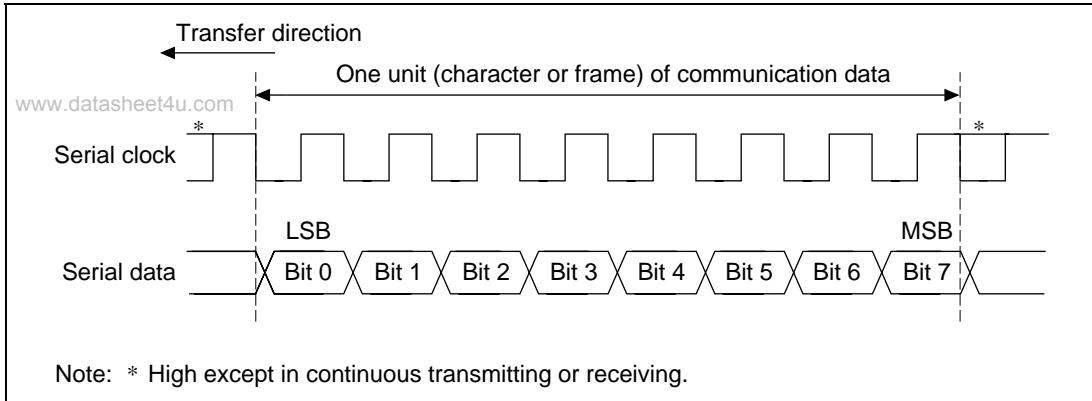 Transfer direction
One unit (character or frame) of communication data
www.datasheet4u.com
* *
Serial clock
LSB MSB
Serial data Bit 0 Bit 1 Bit 2 Bit 3 Bit 4 Bit 5 Bit 6 Bit 7
Note: * High except in continuous transmitting or receiving.